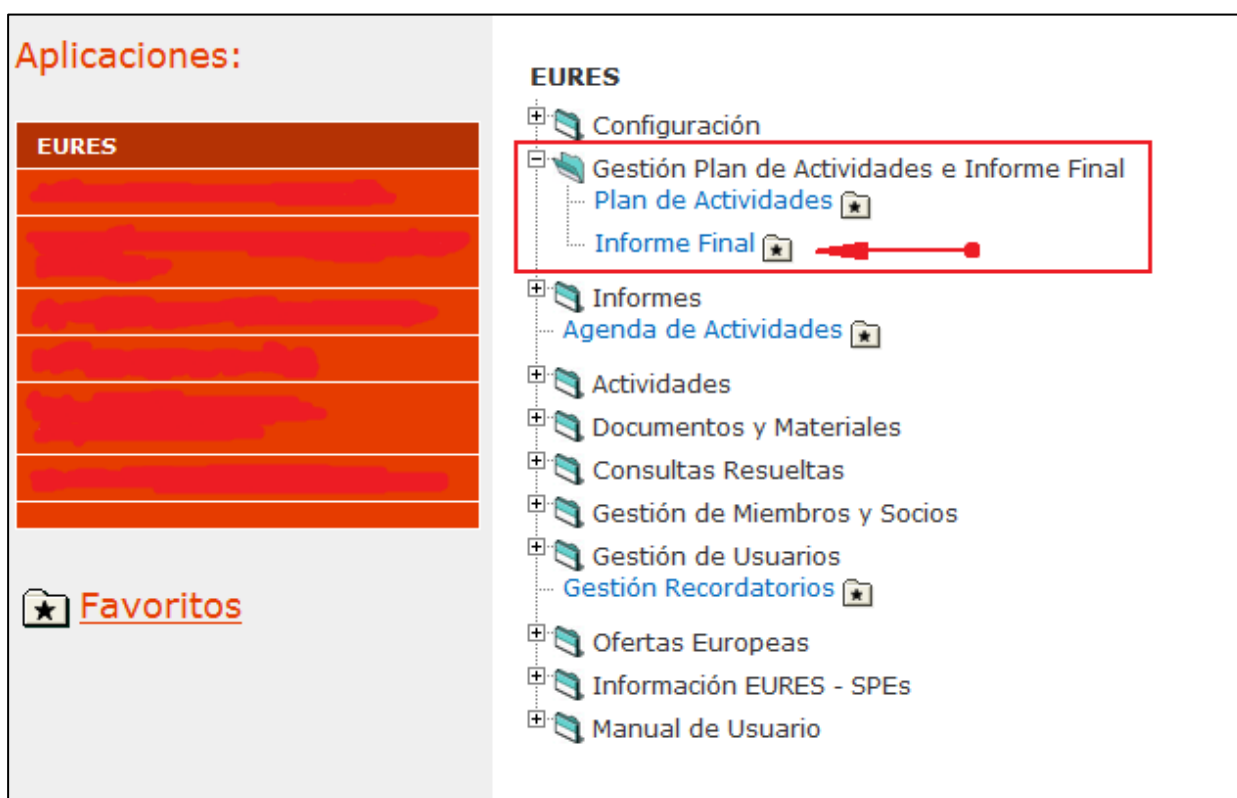 Aplicaciones:
EURES
Favoritos
EURES
Configuración
Gestión Plan de Actividades e Informe Final
Plan de Actividades
Informe Final
Informes
Agenda de Actividades
Actividades
Documentos y Materiales
Consultas Resueltas
Gestión de Miembros y Socios
Gestión de Usuarios
Gestión Recordatorios
Ofertas Europeas
Información EURES - SPEs
Manual de Usuario